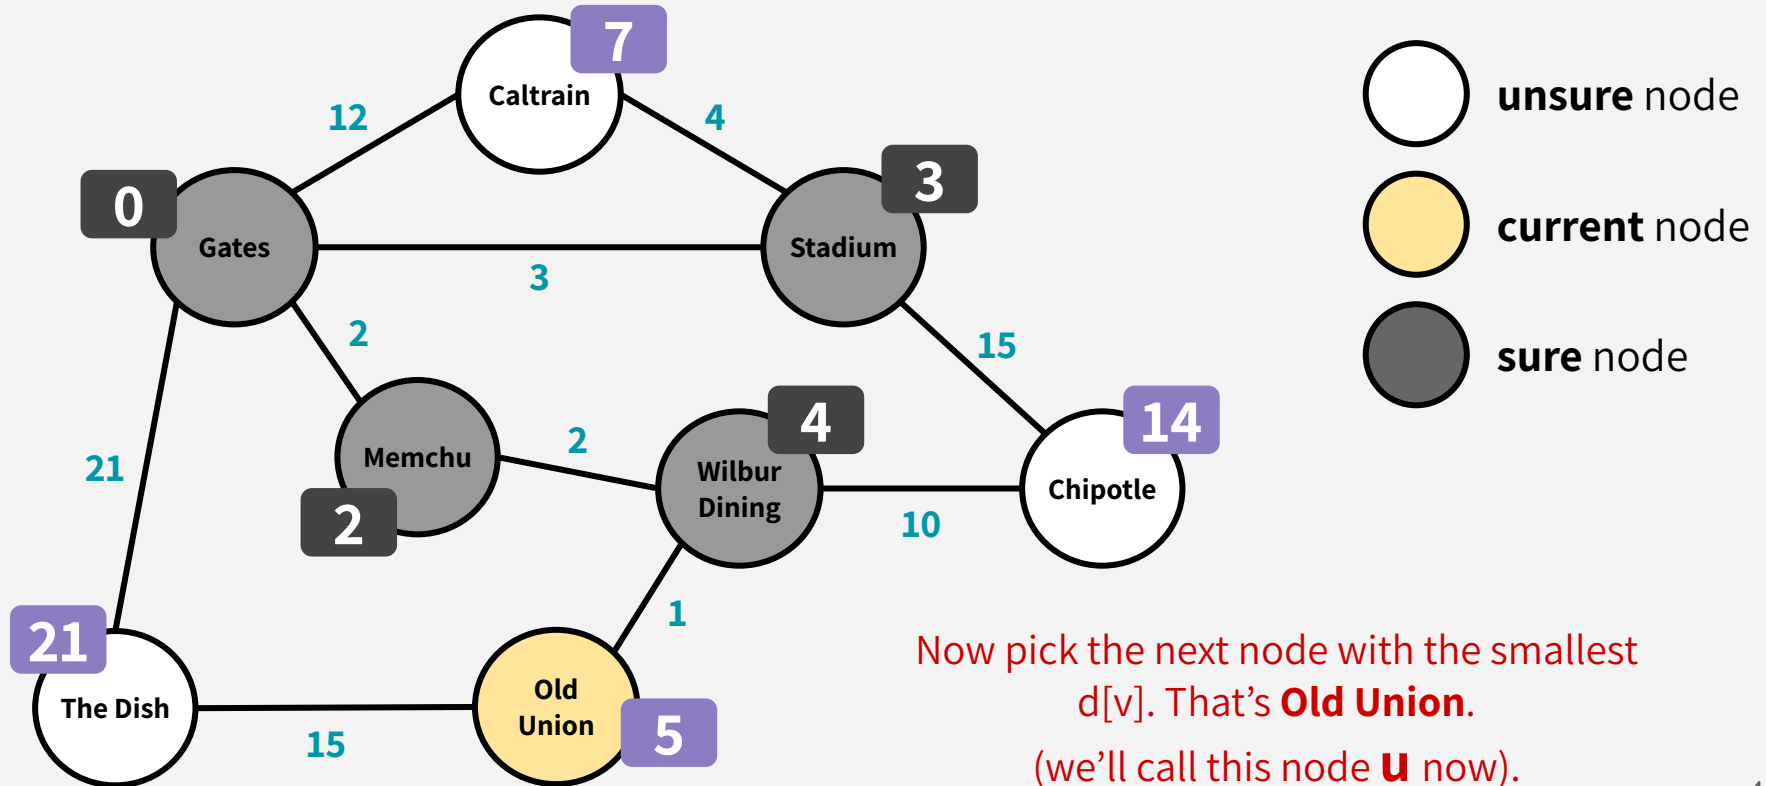 7
Caltrain
12
4
3
0
Gates
Stadium
3
2
15
4
14
Memchu
2
Wilbur
Dining
Chipotle
21
2
10
1
21
The Dish
Old
Union
5
15
unsure node
current node
sure node
Now pick the next node with the smallest
d[v]. That’s Old Union.
(we’ll call this node u now).